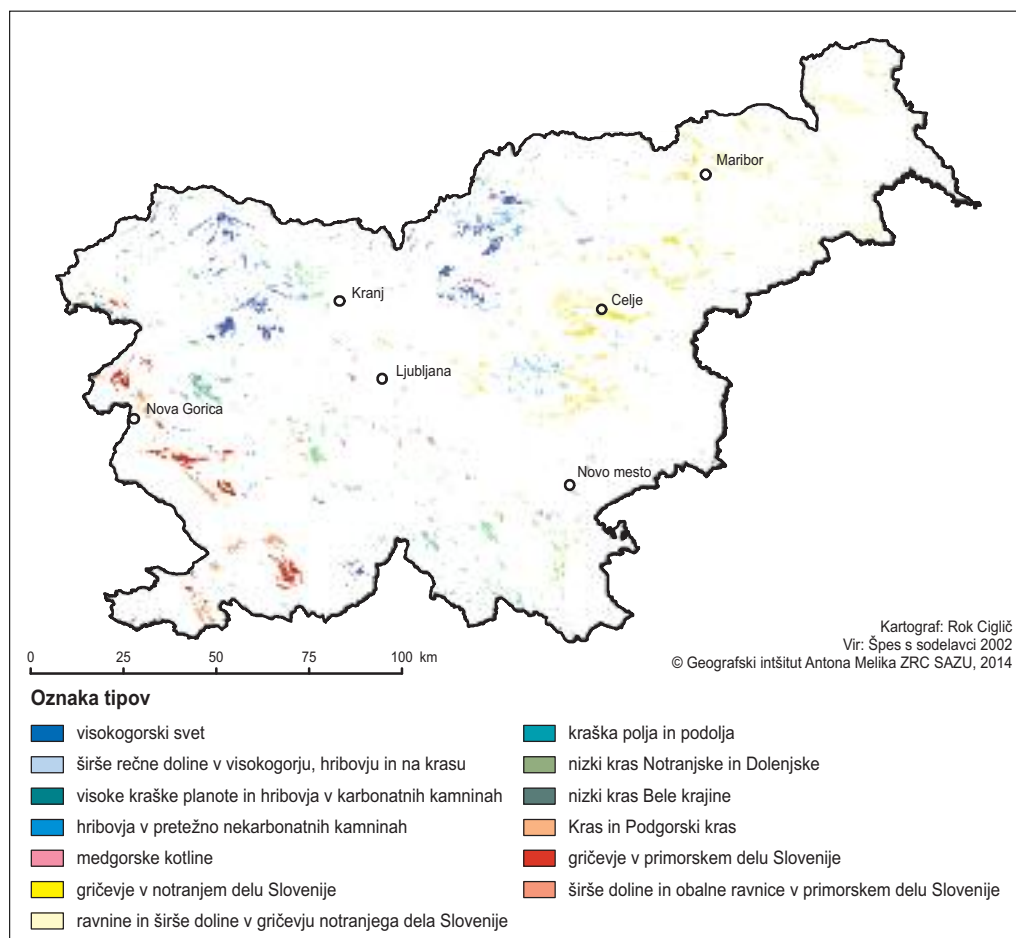 Maribor
Kranj
Celje
Ljubljana
Nova Gorica
Novo mesto
Kartograf: Rok Ciglič
Vir: Špes s sodelavci 2002
© Geografski intšitut Antona Melika ZRC SAZU, 2014
0 25 50 75 100 km
Oznaka tipov
visokogorski svet
širše rečne doline v visokogorju, hribovju in na krasu
visoke kraške planote in hribovja v karbonatnih kamninah
hribovja v pretežno nekarbonatnih kamninah
medgorske kotline
gričevje v notranjem delu Slovenije
ravnine in širše doline v gričevju notranjega dela Slovenije
kraška polja in podolja
nizki kras Notranjske in Dolenjske
nizki kras Bele krajine
Kras in Podgorski kras
gričevje v primorskem delu Slovenije
širše doline in obalne ravnice v primorskem delu Slovenije